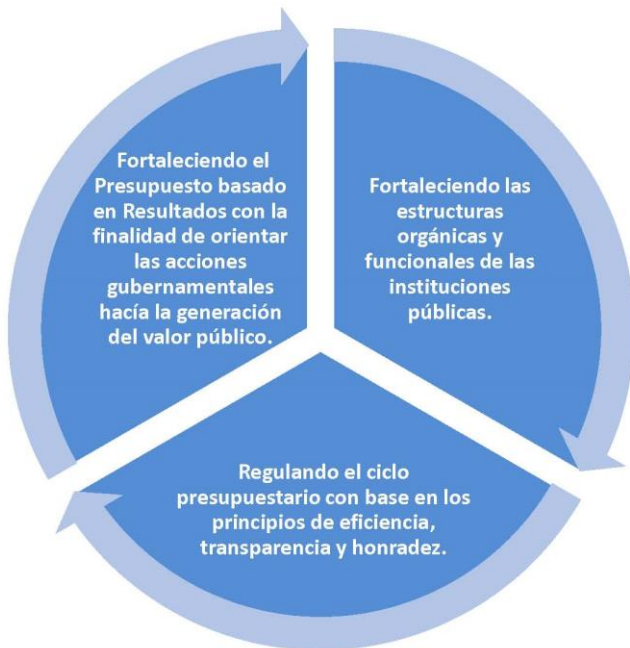 Fortaleciendo el
Presupuesto basado
en Resultados con la
finalidad de orientar
las acciones
gubernamentales
hacía la generación
del valor público.
Fortaleciendo las
estructuras
orgánicas y
funcionales de las
instituciones
públicas.
Regulando el ciclo
presupuestario con base en los
principios de eficiencia,
transparencia y honradez.